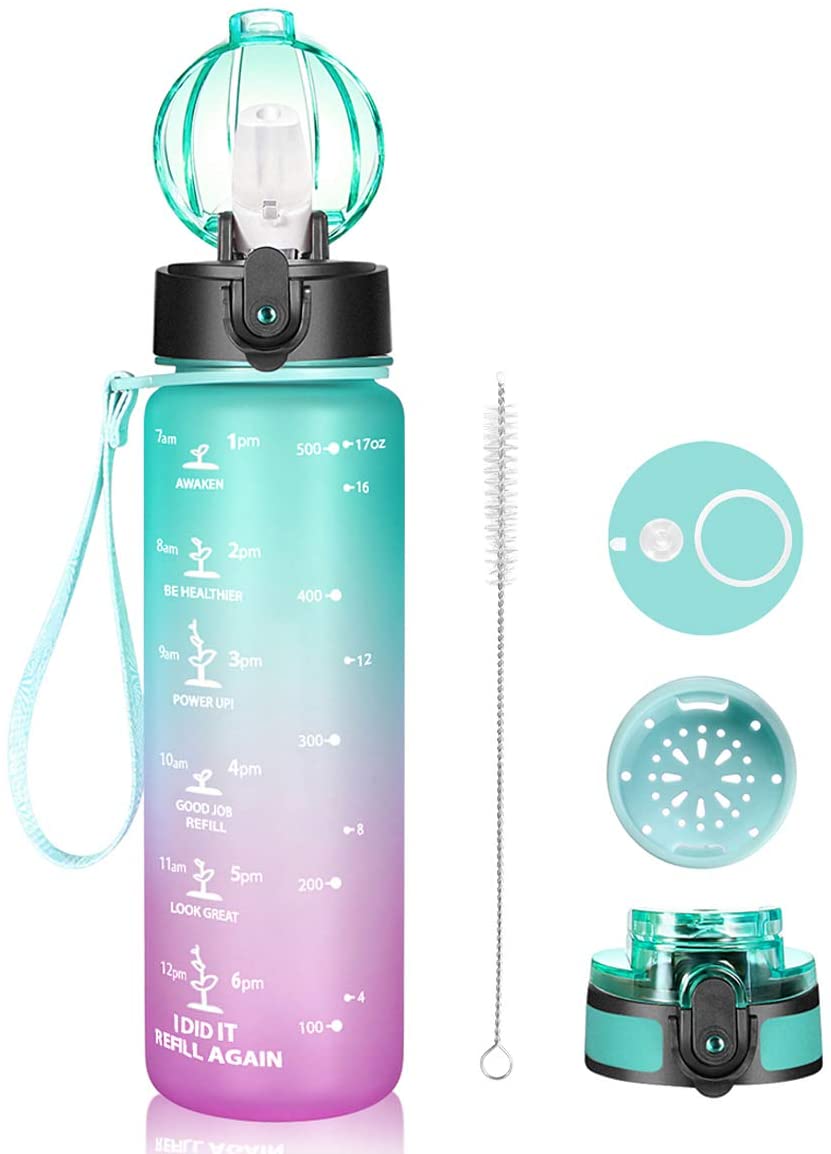 7am 1pm
AWAKEN
8am 2pm
BE HEALTHIER
9am 3pm
POWER UP!
10am 4pm
GOOD JOB
REFILL
11am 5pm
LOOK GREAT
12pm 6pm
I DID IT
REFILL AGAIN
500 17oz
16
400
12
300
8
200
4
100